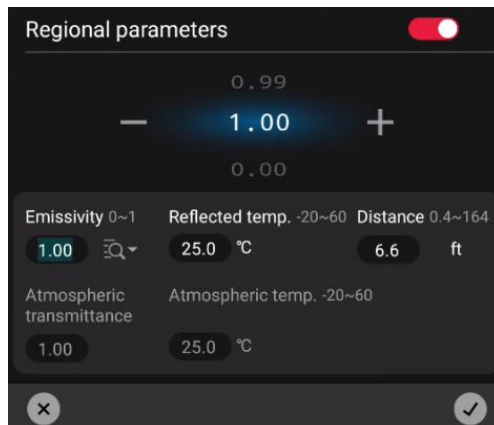 Regional parameters
0.99
− 1.00 +
0.00
Emissivity 0~1 Reflected temp. -20~60 Distance 0.4~164
1.00 25.0 °C 6.6 ft
Atmospheric transmittance Atmospheric temp. -20~60
1.00 25.0 °C